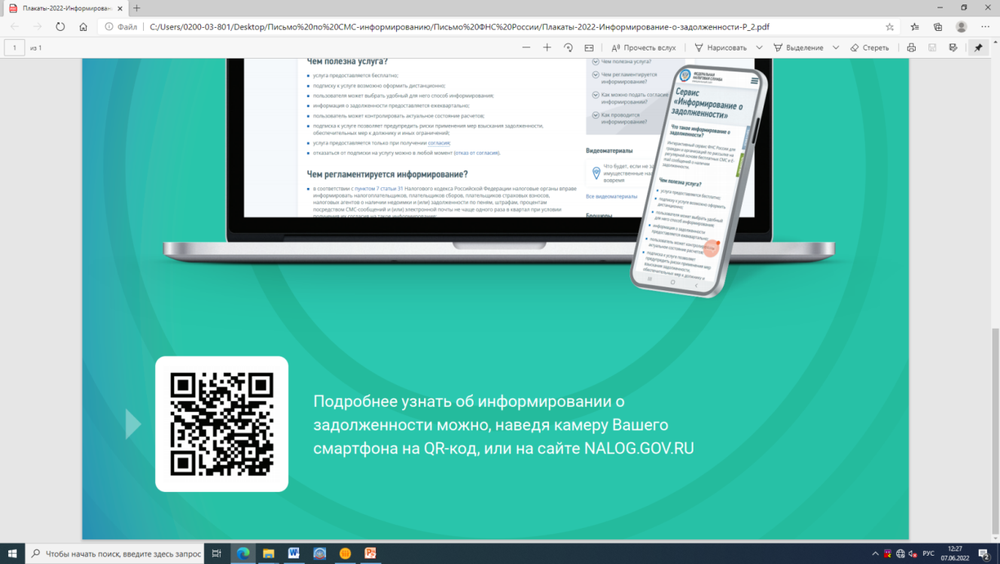 Плакаты-2022-Информирован
Файл
C:/Users/0200-03-801/Desktop/Письмо%20по%20СМС-информированию/Письмо%20ФНС%20России/Плакаты-2022-Информирование-о-задолженности-Р_2.pdf
1 из 1
Прочесть вслух
Нарисовать
Выделение
Стереть
Чем полезна услуга?
услуга предоставляется бесплатно;
подписку к услуге возможно оформить дистанционно;
пользователя может выбрать удобный для него способ информирования;
информация о задолженности предоставляется ежеквартально;
пользователь может контролировать актуальное состояние расчетов;
подписка к услуге позволяет предупредить риски применения мер взыскания задолженности,
обеспечительных мер к должнику и иных ограничений;
услуга предоставляется только при получении согласия;
отказаться от подписки на услугу можно в любой момент (отказ от согласия).
Чем регламентируется информирование?
в соответствии с пунктом 7 статьи 31 Налогового кодекса Российской Федерации налоговые органы вправе
информировать налогоплательщиков, плательщиков сборов, плательщиков страховых взносов,
налоговых агентов о наличии недоимки и (или) задолженности по пеням, штрафам, процентам
посредством СМС-сообщений и (или) электронной почты не чаще одного раза в квартал при условии
получения их согласия на такое информирование;
Чем полезна услуга?
Чем регламентируется
информирование?
Как можно подать согласие
информировании?
Как проводится
информирование?
Видеоматериалы
Что будет, если не за
имущественные на
вовремя
Все видеоматериалы
Брошюры
ФЕДЕРАЛЬНАЯ
НАЛОГОВАЯ СЛУЖБА
Сервис
«Информирование о
задолженности»
Что такое информирование о
задолженности?
Интерактивный сервис ФНС России для
граждан и организаций по рассылке на
регулярной основе бесплатных СМС и E-
mail сообщений о наличии
задолженности.
Чем полезна услуга?
услуга предоставляется бесплатно;
подписку к услуге возможно оформить
дистанционно;
пользователя может выбрать удобный
для него способ информирования;
информация о задолженности
предоставляется ежеквартально;
пользователь может контролировать
актуальное состояние расчетов;
подписка к услуге позволяет
предупредить риски применения мер
взыскания задолженности,
обеспечительных мер к должнику и
Подробнее узнать об информировании о
задолженности можно, наведя камеру Вашего
смартфона на QR-код, или на сайте NALOG.GOV.RU
Чтобы начать поиск, введите здесь запрос
РУС
12:27
07.06.2022
2